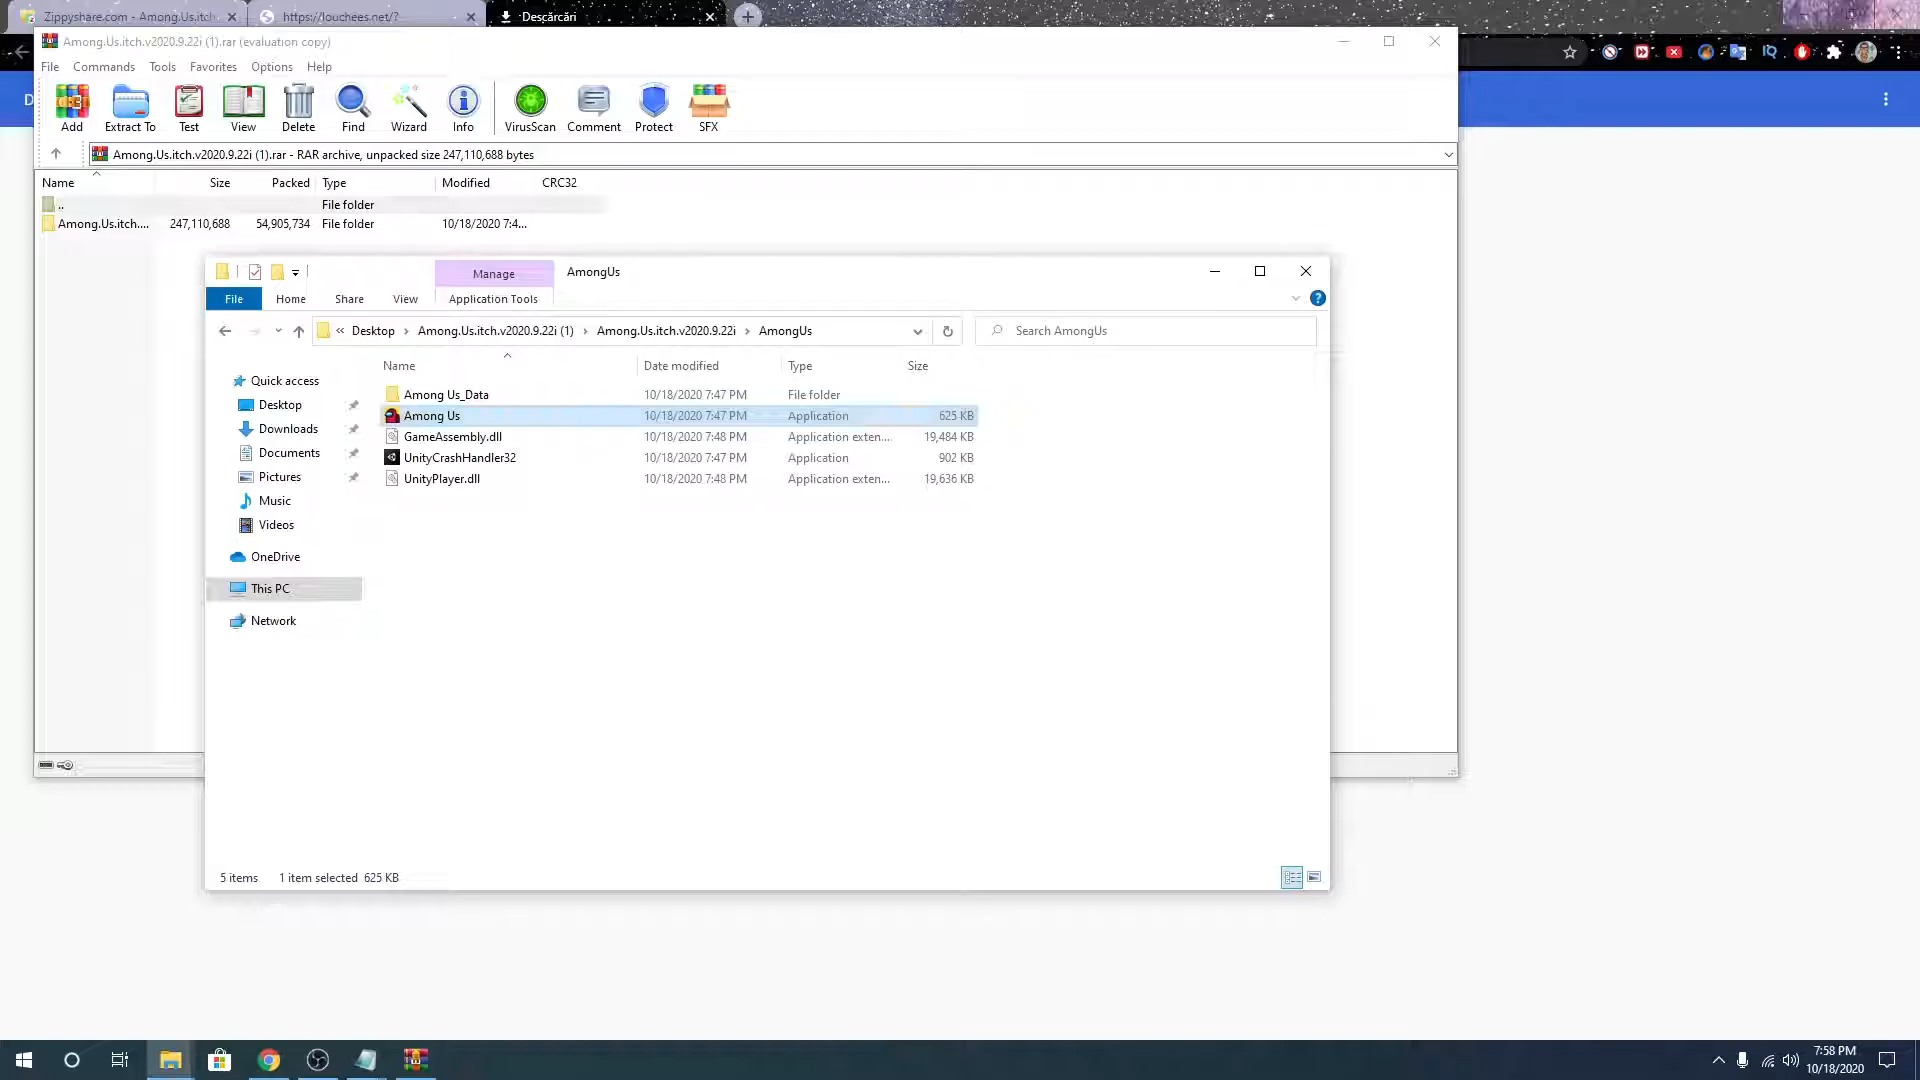 Zippyshare.com - Among.Us.itch
https://louchees.net/?
Descărcări
Among.Us.itch.v2020.9.22i (1).rar (evaluation copy)
File Commands Tools Favorites Options Help
Add Extract To Test View Delete Find Wizard Info VirusScan Comment Protect SFX
Among.Us.itch.v2020.9.22i (1).rar - RAR archive, unpacked size 247,110,688 bytes
Name Size Packed Type Modified CRC32
.. File folder
Among.Us.itch.... 247,110,688 54,905,734 File folder 10/18/2020 7:4...
Manage AmongUs
File Home Share View Application Tools
« Desktop › Among.Us.itch.v2020.9.22i (1) › Among.Us.itch.v2020.9.22i › AmongUs
Search AmongUs
Name Date modified Type Size
Quick access
Desktop
Downloads
Documents
Pictures
Music
Videos
OneDrive
This PC
Network
Among Us_Data 10/18/2020 7:47 PM File folder
Among Us 10/18/2020 7:47 PM Application 625 KB
GameAssembly.dll 10/18/2020 7:48 PM Application exten... 19,484 KB
UnityCrashHandler32 10/18/2020 7:47 PM Application 902 KB
UnityPlayer.dll 10/18/2020 7:48 PM Application exten... 19,636 KB
5 items 1 item selected 625 KB
7:58 PM
10/18/2020